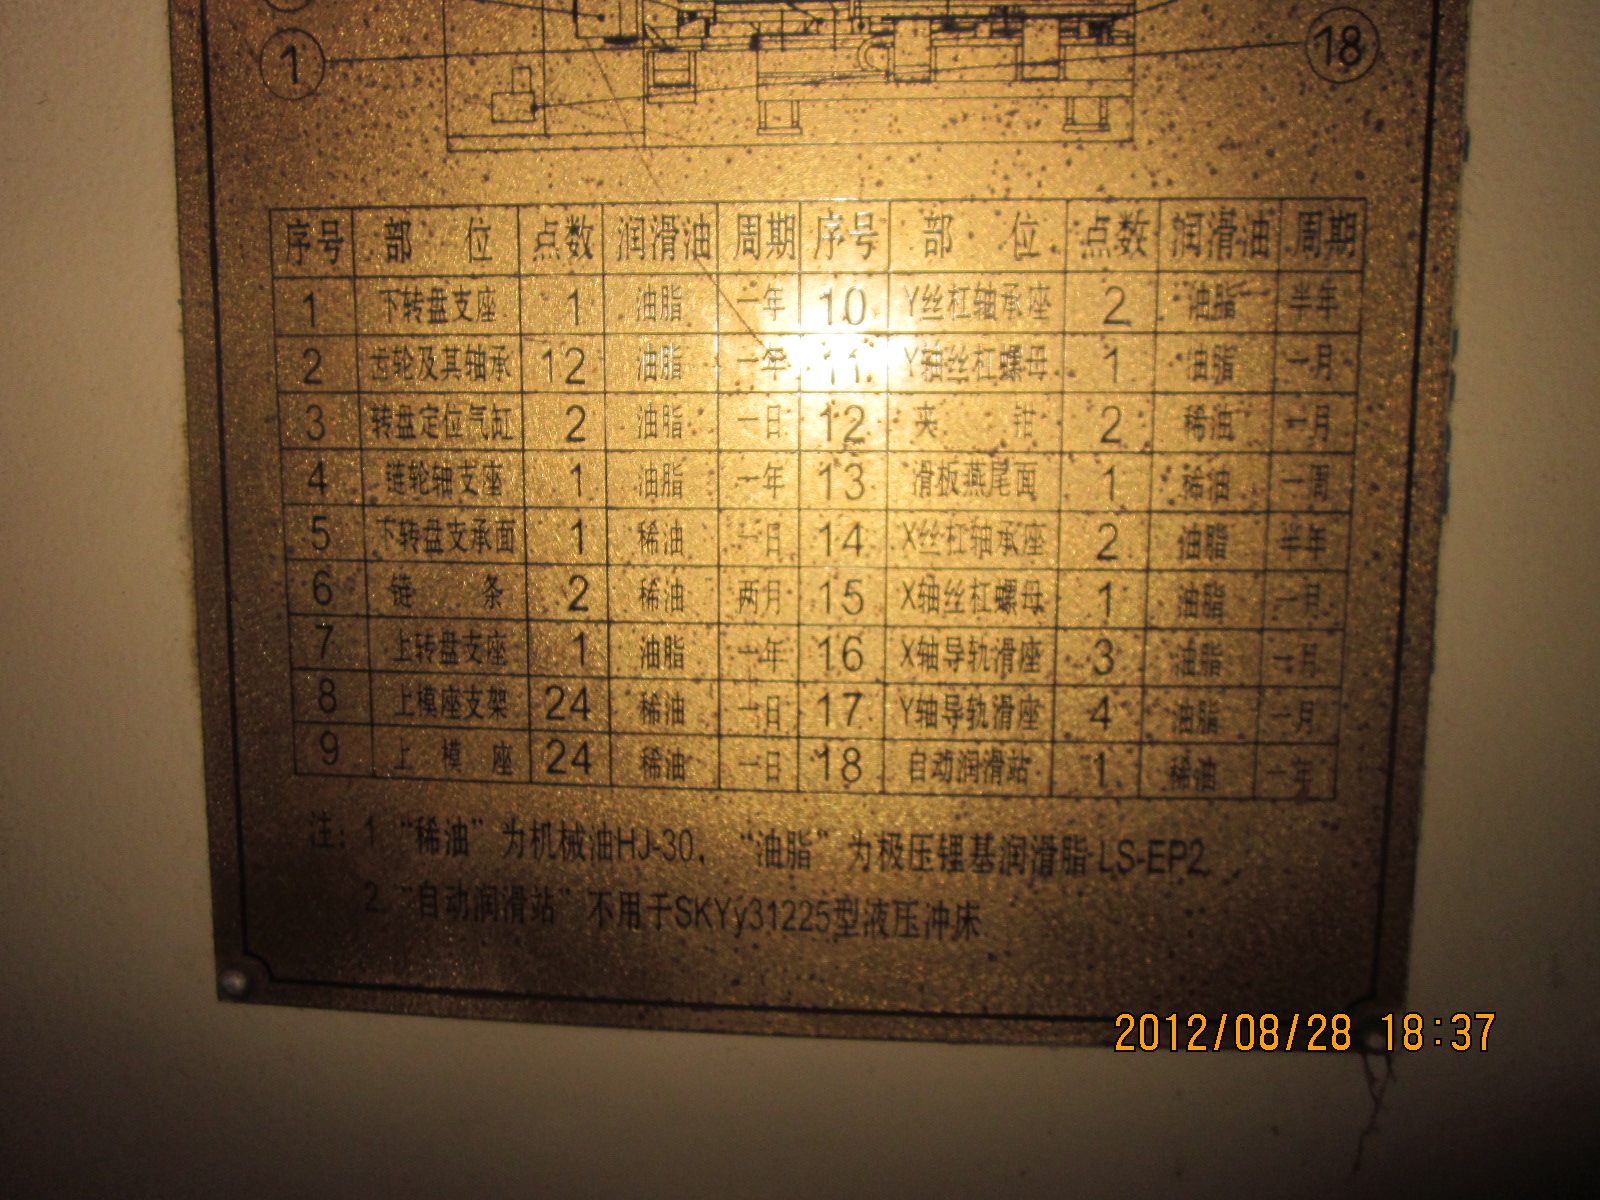 1
18
序号 部 位 点数 润滑油 周期 序号 部 位 点数 润滑油 周期
1 下转盘支座 1 油脂 一年 10 Y丝杠轴承座 2 油脂 半年
2 齿轮及其轴承 12 油脂 一年 11 Y轴丝杠螺母 1 油脂 一月
3 转盘定位气缸 2 油脂 一日 12 夹 钳 2 稀油 一月
4 链轮轴支座 1 油脂 一年 13 滑板燕尾面 1 稀油 一周
5 下转盘支承面 1 稀油 一日 14 X丝杠轴承座 2 油脂 半年
6 链 条 2 稀油 两月 15 X轴丝杠螺母 1 油脂 一月
7 上转盘支座 1 油脂 一年 16 X轴导轨滑座 3 油脂 一月
8 上模座支架 24 稀油 一日 17 Y轴导轨滑座 4 油脂 一月
9 上 模 座 24 稀油 一日 18 自动润滑站 1 稀油 一年
注: 1 "稀油"为机械油HJ-30, "油脂"为极压锂基润滑脂 LS-EP2.
2. "自动润滑站"不用于SKYy31225型液压冲床
2012/08/28 18:37